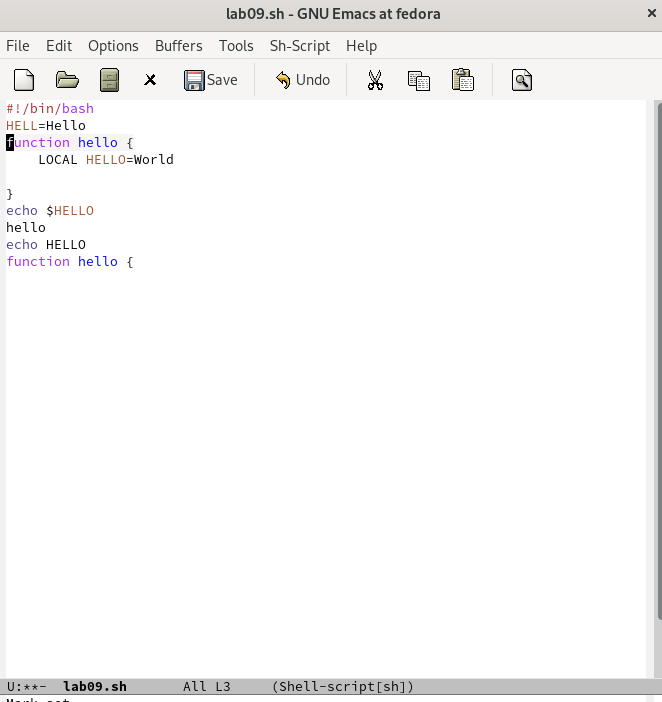 lab09.sh - GNU Emacs at fedora
File Edit Options Buffers Tools Sh-Script Help
Save Undo
#!/bin/bash
HELL=Hello
function hello {
    LOCAL HELLO=World
}
echo $HELLO
hello
echo HELLO
function hello {
U:**-  lab09.sh       All L3     (Shell-script[sh])
Mark set